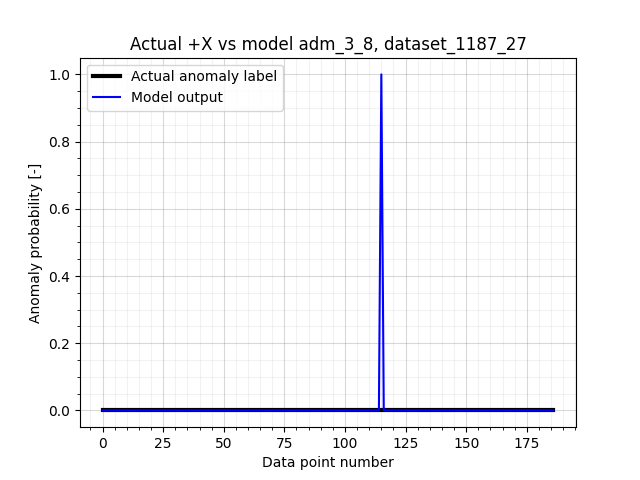 Actual +X vs model adm_3_8, dataset_1187_27
Actual anomaly label
Model output
1.0
0.8
0.6
0.4
0.2
0.0
Anomaly probability [-]
0 25 50 75 100 125 150 175
Data point number